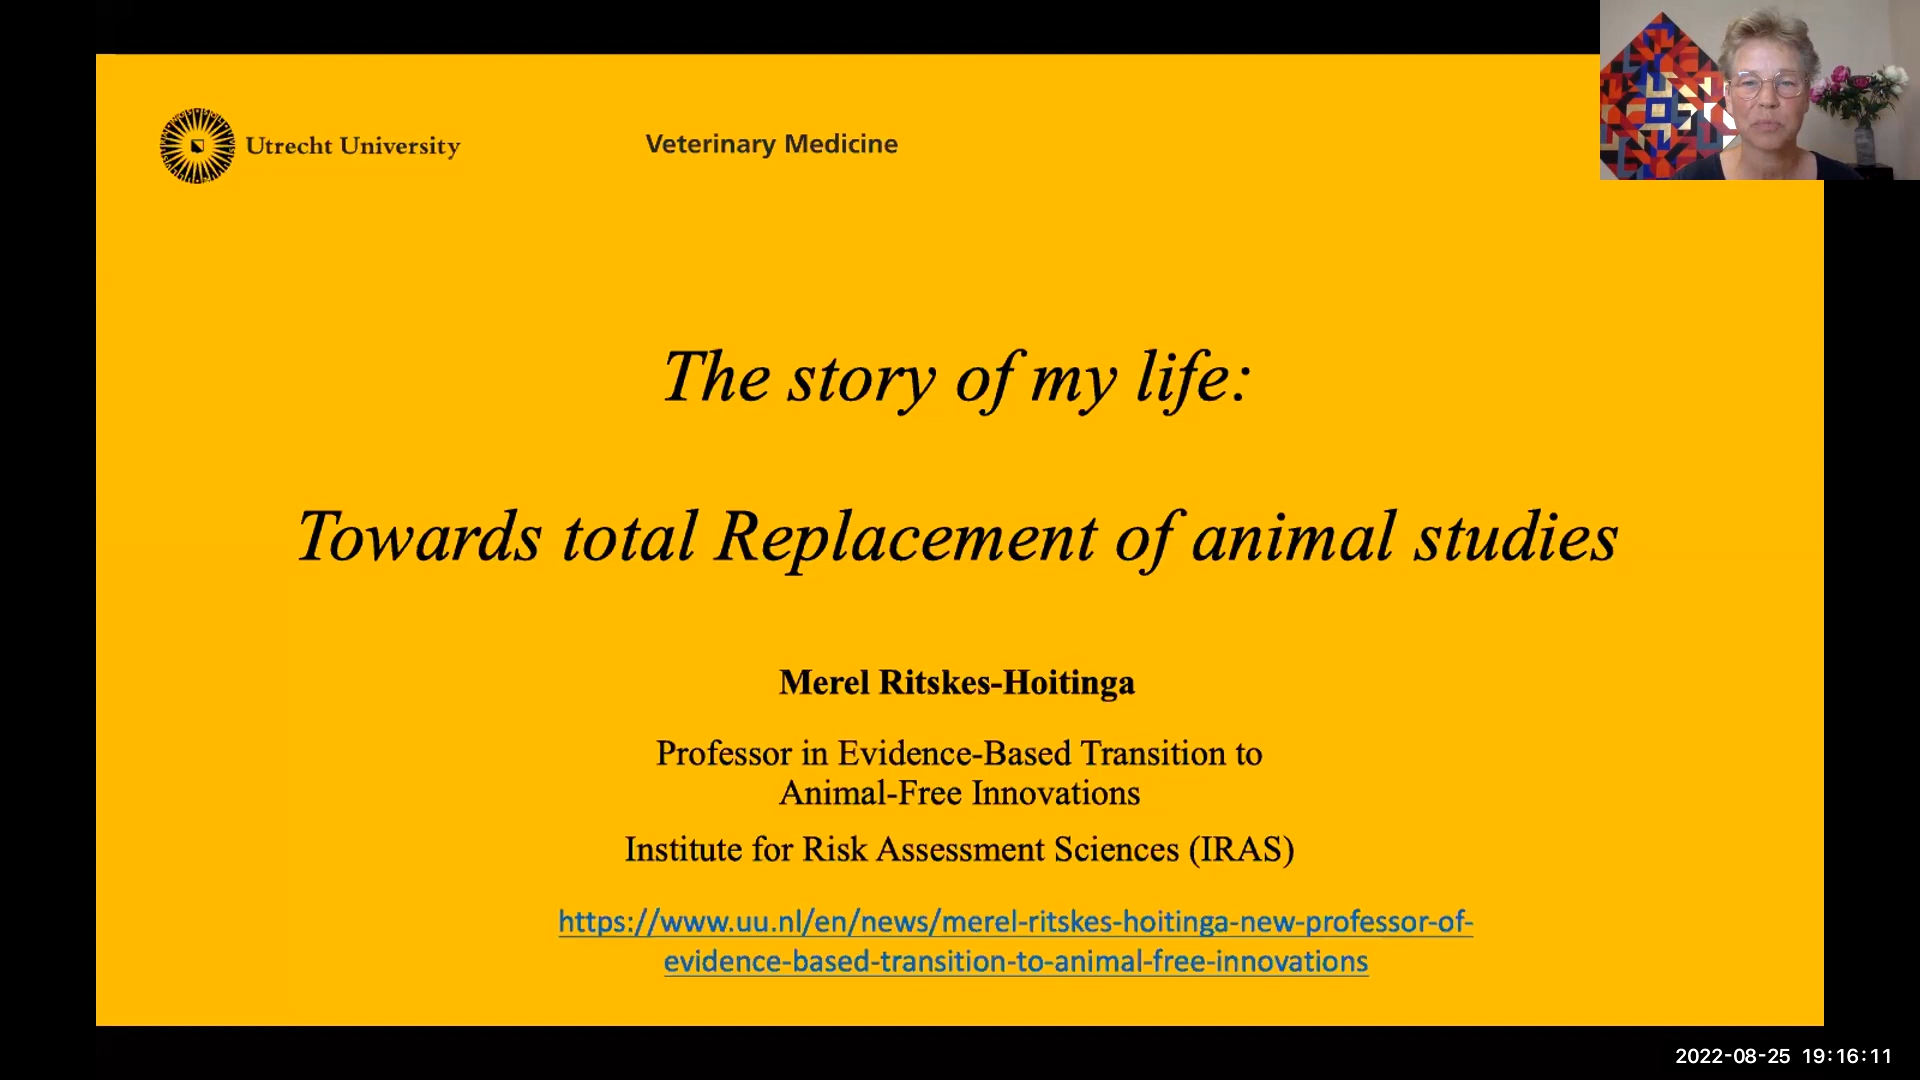 Utrecht University
Veterinary Medicine
The story of my life:
Towards total Replacement of animal studies
Merel Ritskes-Hoitinga
Professor in Evidence-Based Transition to
Animal-Free Innovations
Institute for Risk Assessment Sciences (IRAS)
https://www.uu.nl/en/news/merel-ritskes-hoitinga-new-professor-of-
evidence-based-transition-to-animal-free-innovations
2022-08-25 19:16:11